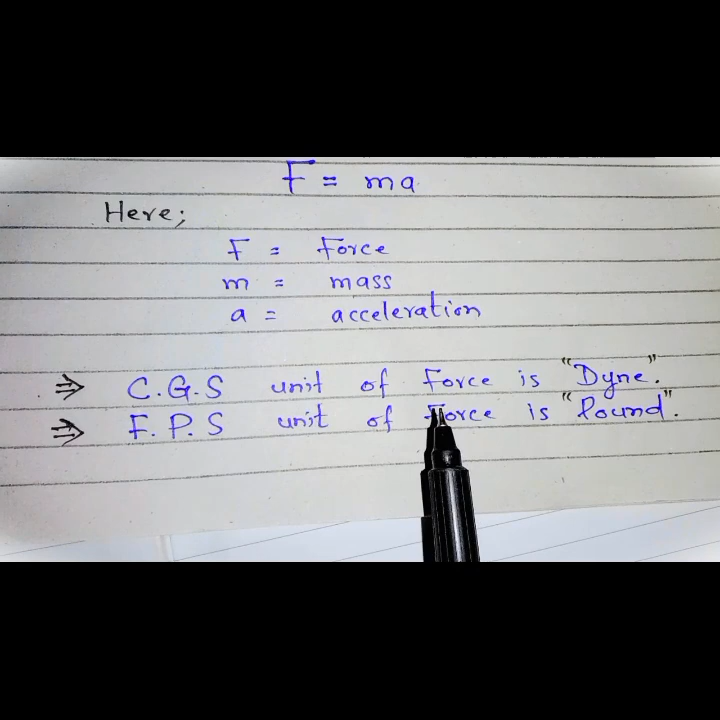 F = ma
Here;
F = Force
m = mass
a = acceleration
⇒ C.G.S unit of Force is "Dyne".
⇒ F.P.S unit of Force is "Pound".